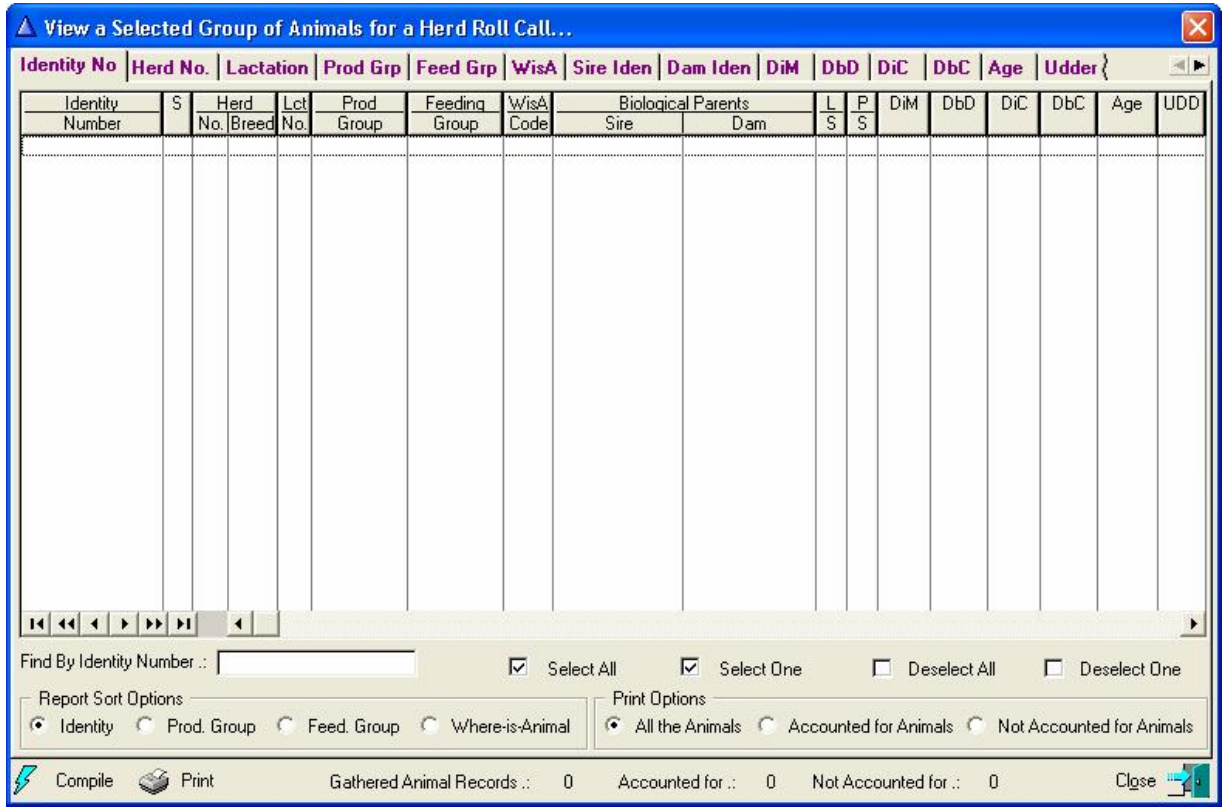 View a Selected Group of Animals for a Herd Roll Call...
Identity No Herd No. Lactation Prod Grp Feed Grp WisA Sire Iden Dam Iden DiM DbD DiC DbC Age Udder
Identity S Herd Lct Prod Feeding WisA Biological Parents L P DiM DbD DiC DbC Age UDD
Number No. Breed No. Group Group Code Sire Dam S S
Find By Identity Number .: Select All Select One Deselect All Deselect One
Report Sort Options Print Options
Identity Prod. Group Feed. Group Where-is-Animal All the Animals Accounted for Animals Not Accounted for Animals
Compile Print Gathered Animal Records .: 0 Accounted for .: 0 Not Accounted for .: 0 Close